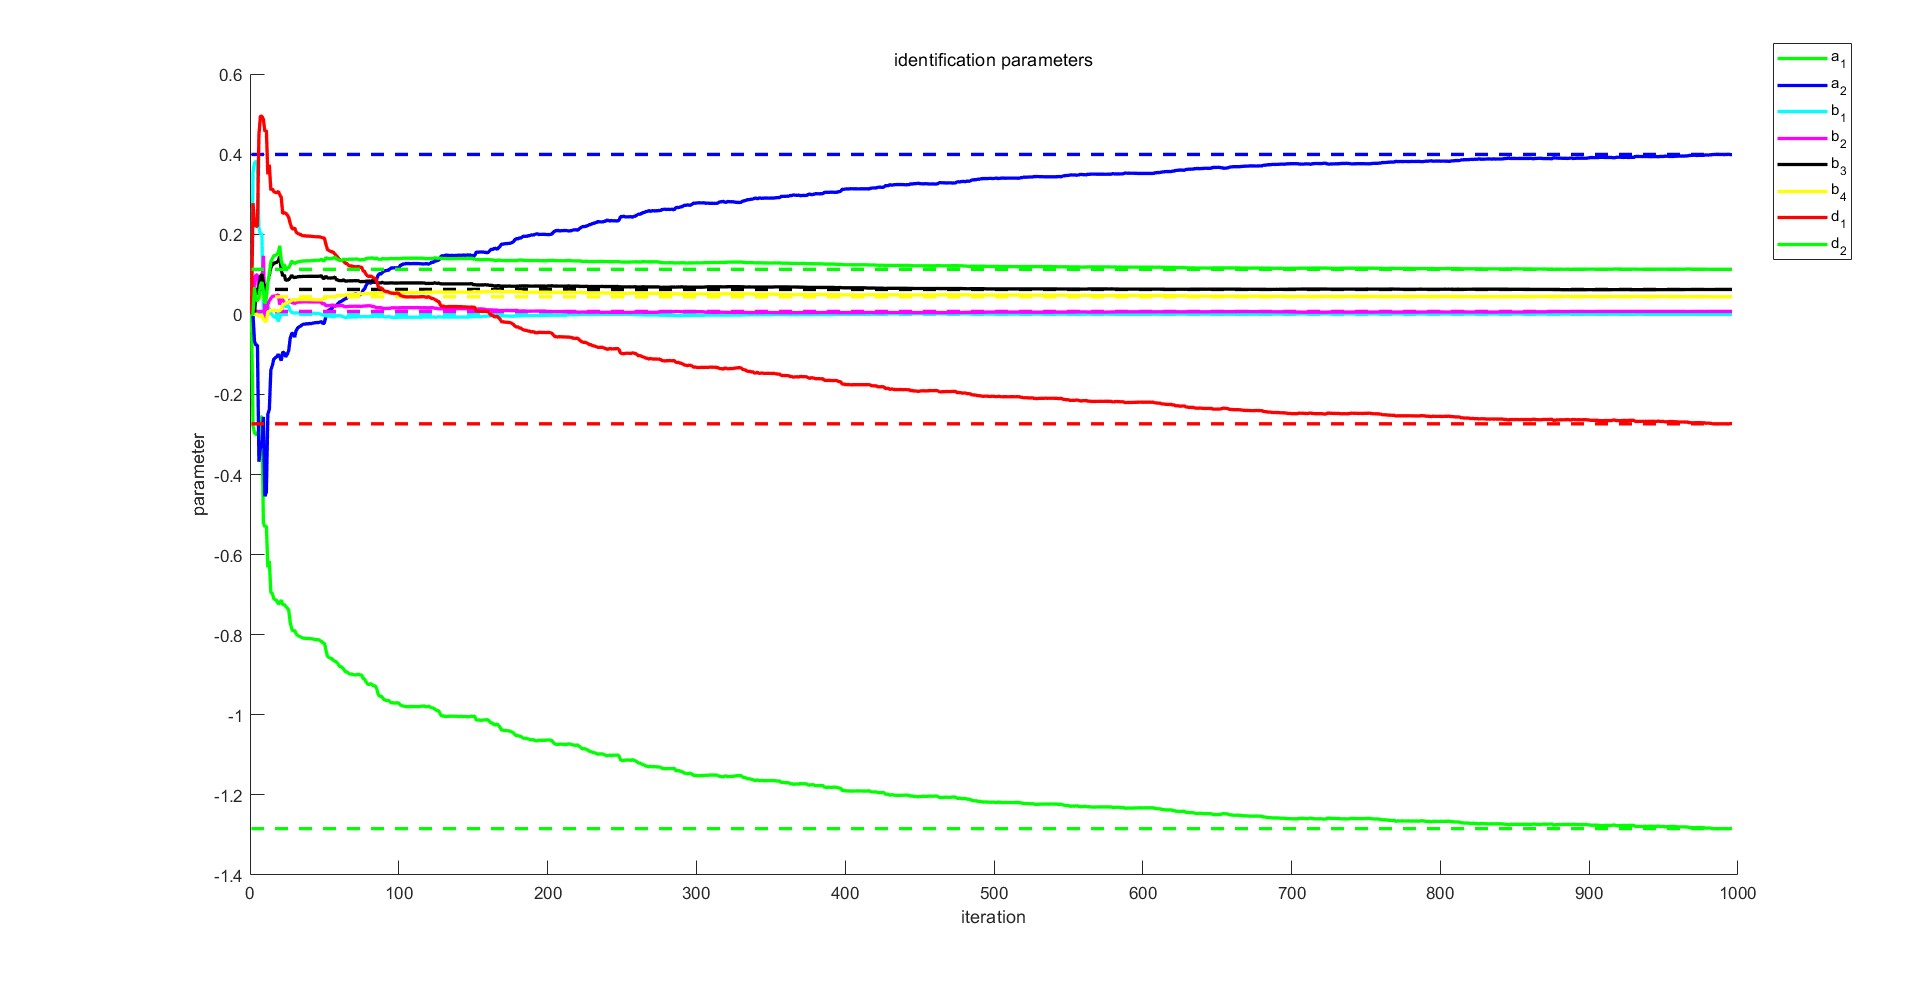 identification parameters
0.6
0.4
0.2
0
-0.2
-0.4
-0.6
-0.8
-1
-1.2
-1.4
parameter
0 100 200 300 400 500 600 700 800 900 1000
iteration
a1
a2
b1
b2
b3
b4
d1
d2